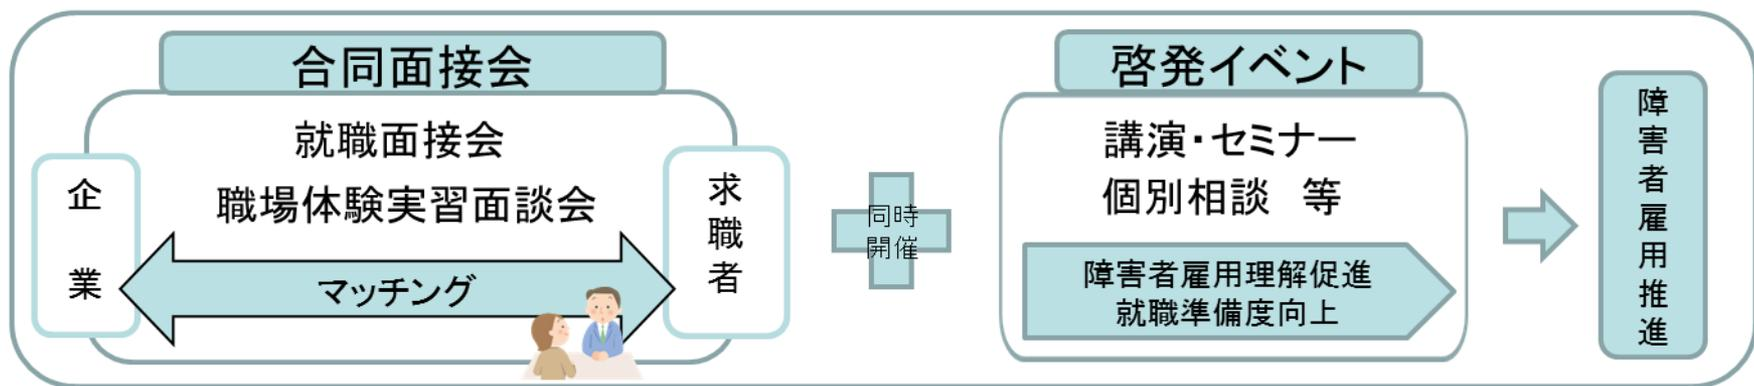 合同面接会
就職面接会
職場体験実習面談会
企業
求職者
マッチング
同時
開催
啓発イベント
講演・セミナー
個別相談　等
障害者雇用理解促進
就職準備度向上
障害者雇用推進